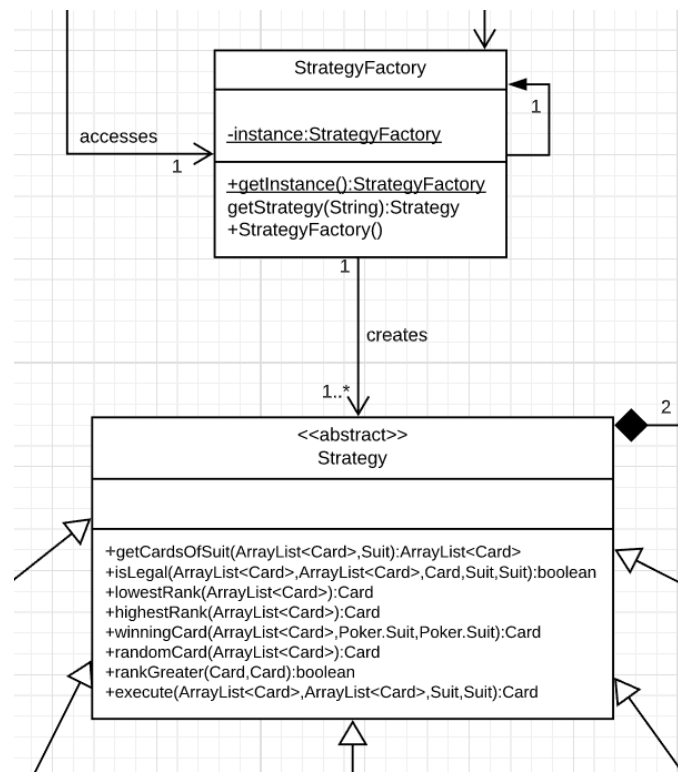 StrategyFactory
1
-instance:StrategyFactory
accesses
1
+getInstance():StrategyFactory
getStrategy(String):Strategy
+StrategyFactory()
1
creates
1..*
2
<<abstract>>
Strategy
+getCardsOfSuit(ArrayList<Card>,Suit):ArrayList<Card>
+isLegal(ArrayList<Card>,ArrayList<Card>,Card,Suit,Suit):boolean
+lowestRank(ArrayList<Card>):Card
+highestRank(ArrayList<Card>):Card
+winningCard(ArrayList<Card>,Poker.Suit,Poker.Suit):Card
+randomCard(ArrayList<Card>):Card
+rankGreater(Card,Card):boolean
+execute(ArrayList<Card>,ArrayList<Card>,Suit,Suit):Card